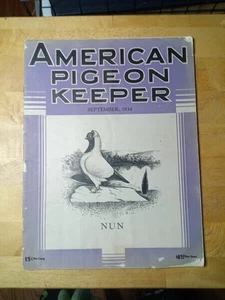 AMERICAN
PIGEON
KEEPER
SEPTEMBER, 1934
NUN